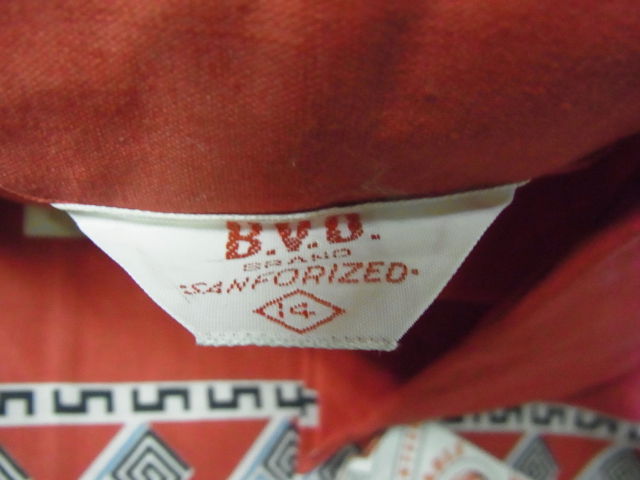 B.V.D.
BRAND
"SANFORIZED"
14